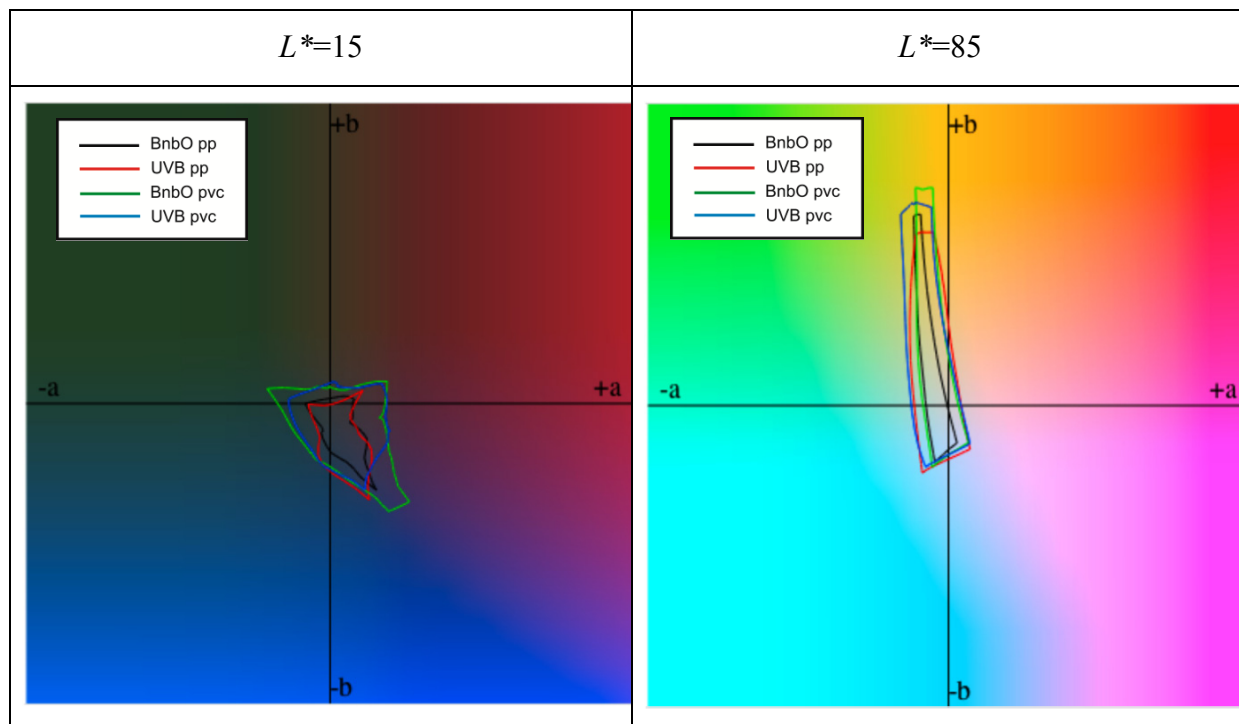 L*=15
L*=85
BnbO pp
UVB pp
BnbO pvc
UVB pvc
+b
-a
+a
-b
BnbO pp
UVB pp
BnbO pvc
UVB pvc
+b
-a
+a
-b